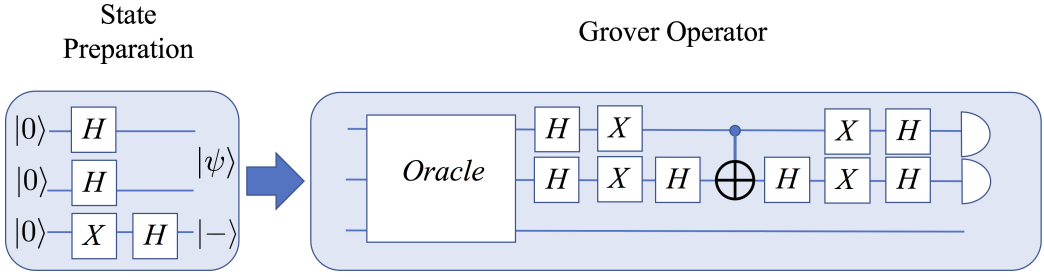 State
Preparation
Grover Operator
|0⟩ H
|0⟩ H |ψ⟩
|0⟩ X H |−⟩
Oracle
H X X H
H X H H X H